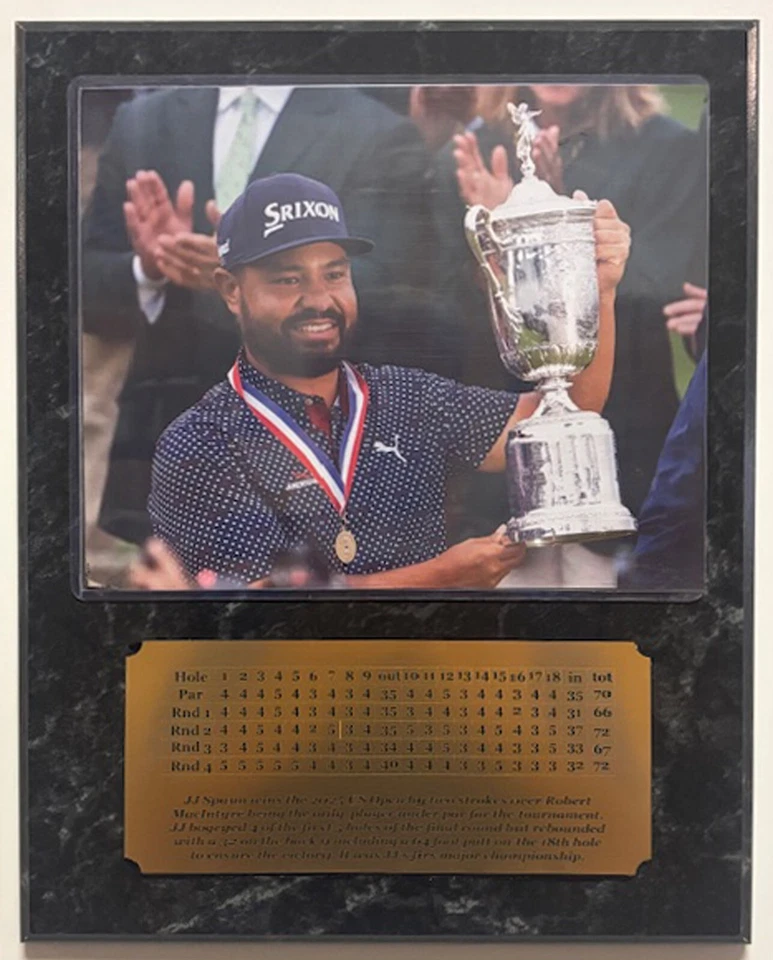 SRIXON
Hole 1 2 3 4 5 6 7 8 9 out 10 11 12 13 14 15 16 17 18 in tot
Par 4 4 4 5 4 3 4 3 4 35 4 4 5 3 4 4 3 4 4 35 70
Rnd 1 4 4 4 5 4 3 4 3 4 35 3 4 4 3 4 4 2 3 4 31 66
Rnd 2 4 4 5 4 4 2 5 3 4 35 5 3 5 3 4 5 4 3 5 37 72
Rnd 3 3 4 5 4 4 3 4 3 4 34 4 4 5 3 4 4 3 3 5 33 67
Rnd 4 5 5 5 5 5 4 4 3 4 40 4 4 4 3 3 5 3 3 3 32 72
JJ Spaun wins the 2025 US Open by two strokes over Robert
MacIntyre being the only player under par for the tournament.
JJ bogeyed 4 of the first 5 holes of the final round but rebounded
with a 32 on the back 9 including a 64 foot putt on the 18th hole
to ensure the victory. It was JJ's firs major championship.